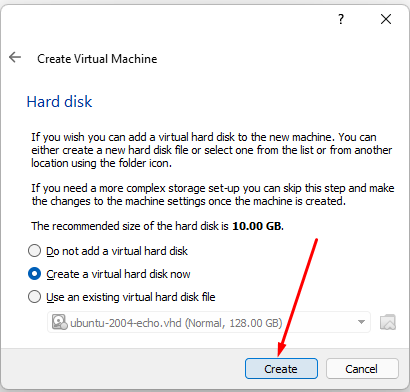 ?
Create Virtual Machine
Hard disk
If you wish you can add a virtual hard disk to the new machine. You can
either create a new hard disk file or select one from the list or from another
location using the folder icon.
If you need a more complex storage set-up you can skip this step and make
the changes to the machine settings once the machine is created.
The recommended size of the hard disk is 10.00 GB.
Do not add a virtual hard disk
Create a virtual hard disk now
Use an existing virtual hard disk file
ubuntu-2004-echo.vhd (Normal, 128.00 GB)
Create
Cancel